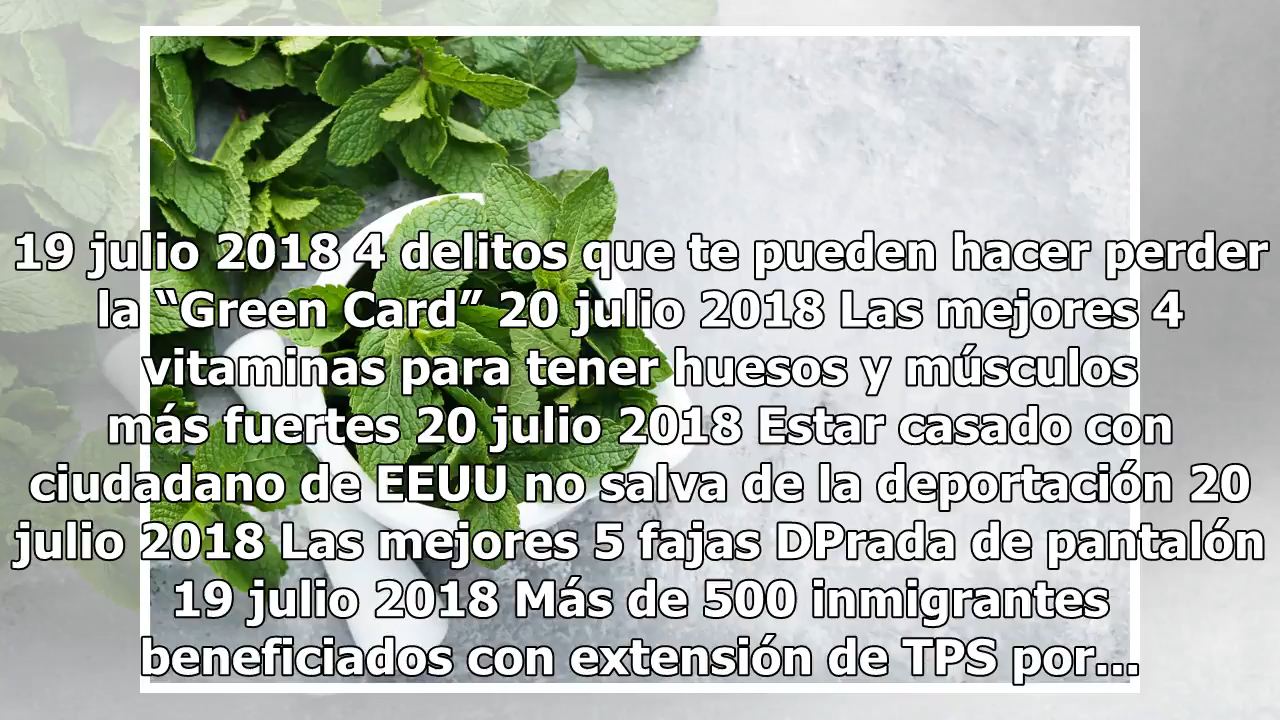 19 julio 2018 4 delitos que te pueden hacer perder
la “Green Card” 20 julio 2018 Las mejores 4
vitaminas para tener huesos y músculos
más fuertes 20 julio 2018 Estar casado con
ciudadano de EEUU no salva de la deportación 20
julio 2018 Las mejores 5 fajas DPrada de pantalón
19 julio 2018 Más de 500 inmigrantes
beneficiados con extensión de TPS por...